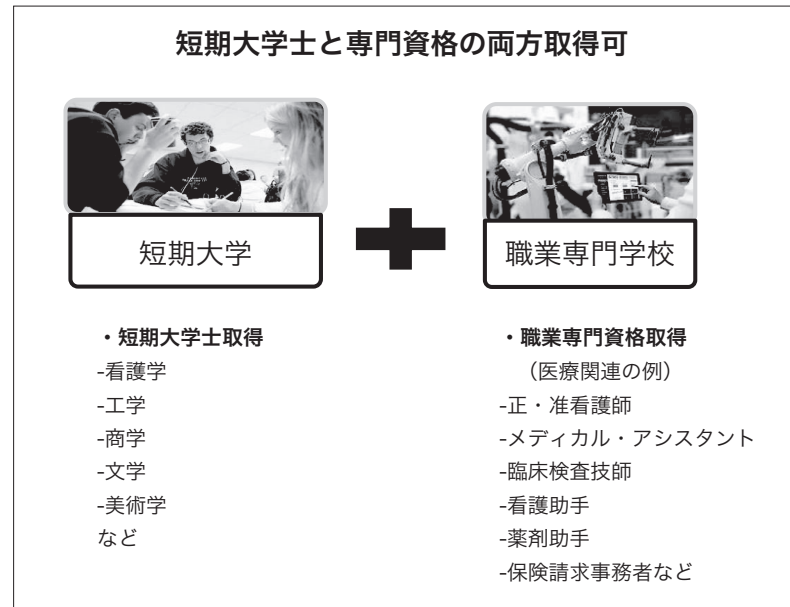 短期大学士と専門資格の両方取得可
短期大学
職業専門学校
・短期大学士取得
-看護学
-工学
-商学
-文学
-美術学
など
・職業専門資格取得
（医療関連の例）
-正・准看護師
-メディカル・アシスタント
-臨床検査技師
-看護助手
-薬剤助手
-保険請求事務者など